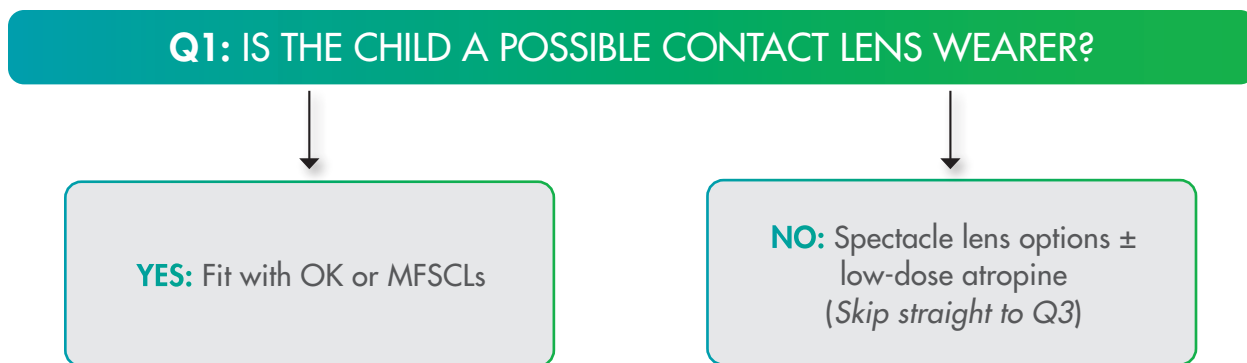 Q1: IS THE CHILD A POSSIBLE CONTACT LENS WEARER?
YES: Fit with OK or MFSCLs
NO: Spectacle lens options ±
low-dose atropine
(Skip straight to Q3)